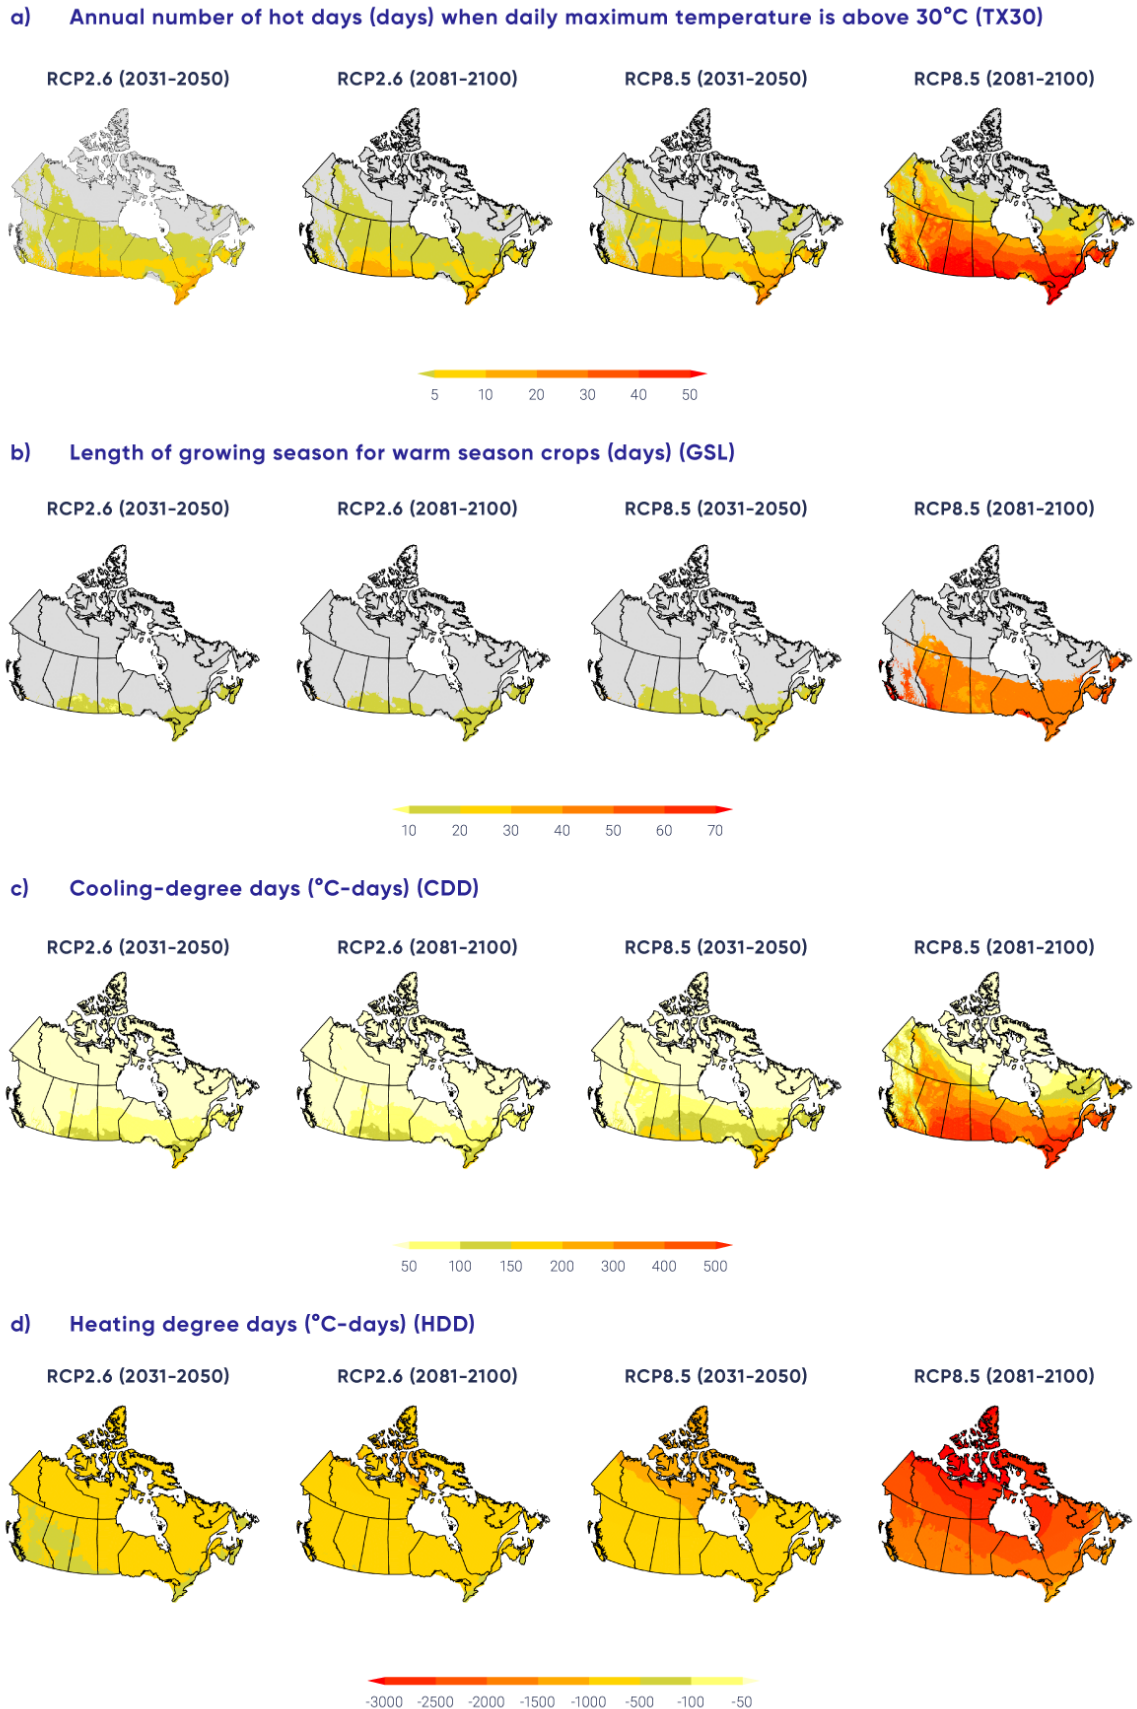 a) Annual number of hot days (days) when daily maximum temperature is above 30°C (TX30)
RCP2.6 (2031-2050) RCP2.6 (2081-2100) RCP8.5 (2031-2050) RCP8.5 (2081-2100)
5 10 20 30 40 50
b) Length of growing season for warm season crops (days) (GSL)
RCP2.6 (2031-2050) RCP2.6 (2081-2100) RCP8.5 (2031-2050) RCP8.5 (2081-2100)
10 20 30 40 50 60 70
c) Cooling-degree days (°C-days) (CDD)
RCP2.6 (2031-2050) RCP2.6 (2081-2100) RCP8.5 (2031-2050) RCP8.5 (2081-2100)
50 100 150 200 300 400 500
d) Heating degree days (°C-days) (HDD)
RCP2.6 (2031-2050) RCP2.6 (2081-2100) RCP8.5 (2031-2050) RCP8.5 (2081-2100)
-3000 -2500 -2000 -1500 -1000 -500 -100 -50